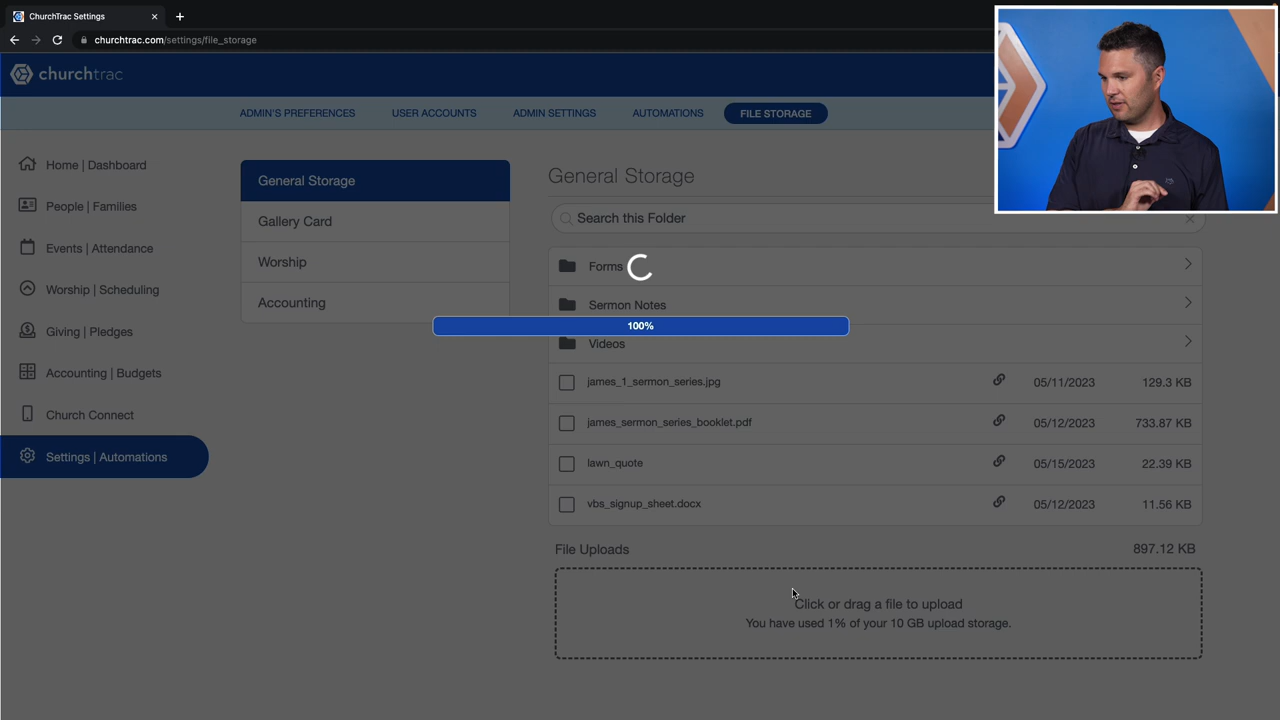 ChurchTrac Settings
churchtrac.com/settings/file_storage
churchtrac
ADMIN'S PREFERENCES USER ACCOUNTS ADMIN SETTINGS AUTOMATIONS FILE STORAGE
Home | Dashboard
People | Families
Events | Attendance
Worship | Scheduling
Giving | Pledges
Accounting | Budgets
Church Connect
Settings | Automations
General Storage
Gallery Card
Worship
Accounting
General Storage
Search this Folder
Forms
Sermon Notes
100%
Videos
james_1_sermon_series.jpg 05/11/2023 129.3 KB
james_sermon_series_booklet.pdf 05/12/2023 733.87 KB
lawn_quote 05/15/2023 22.39 KB
vbs_signup_sheet.docx 05/12/2023 11.56 KB
File Uploads 897.12 KB
Click or drag a file to upload
You have used 1% of your 10 GB upload storage.